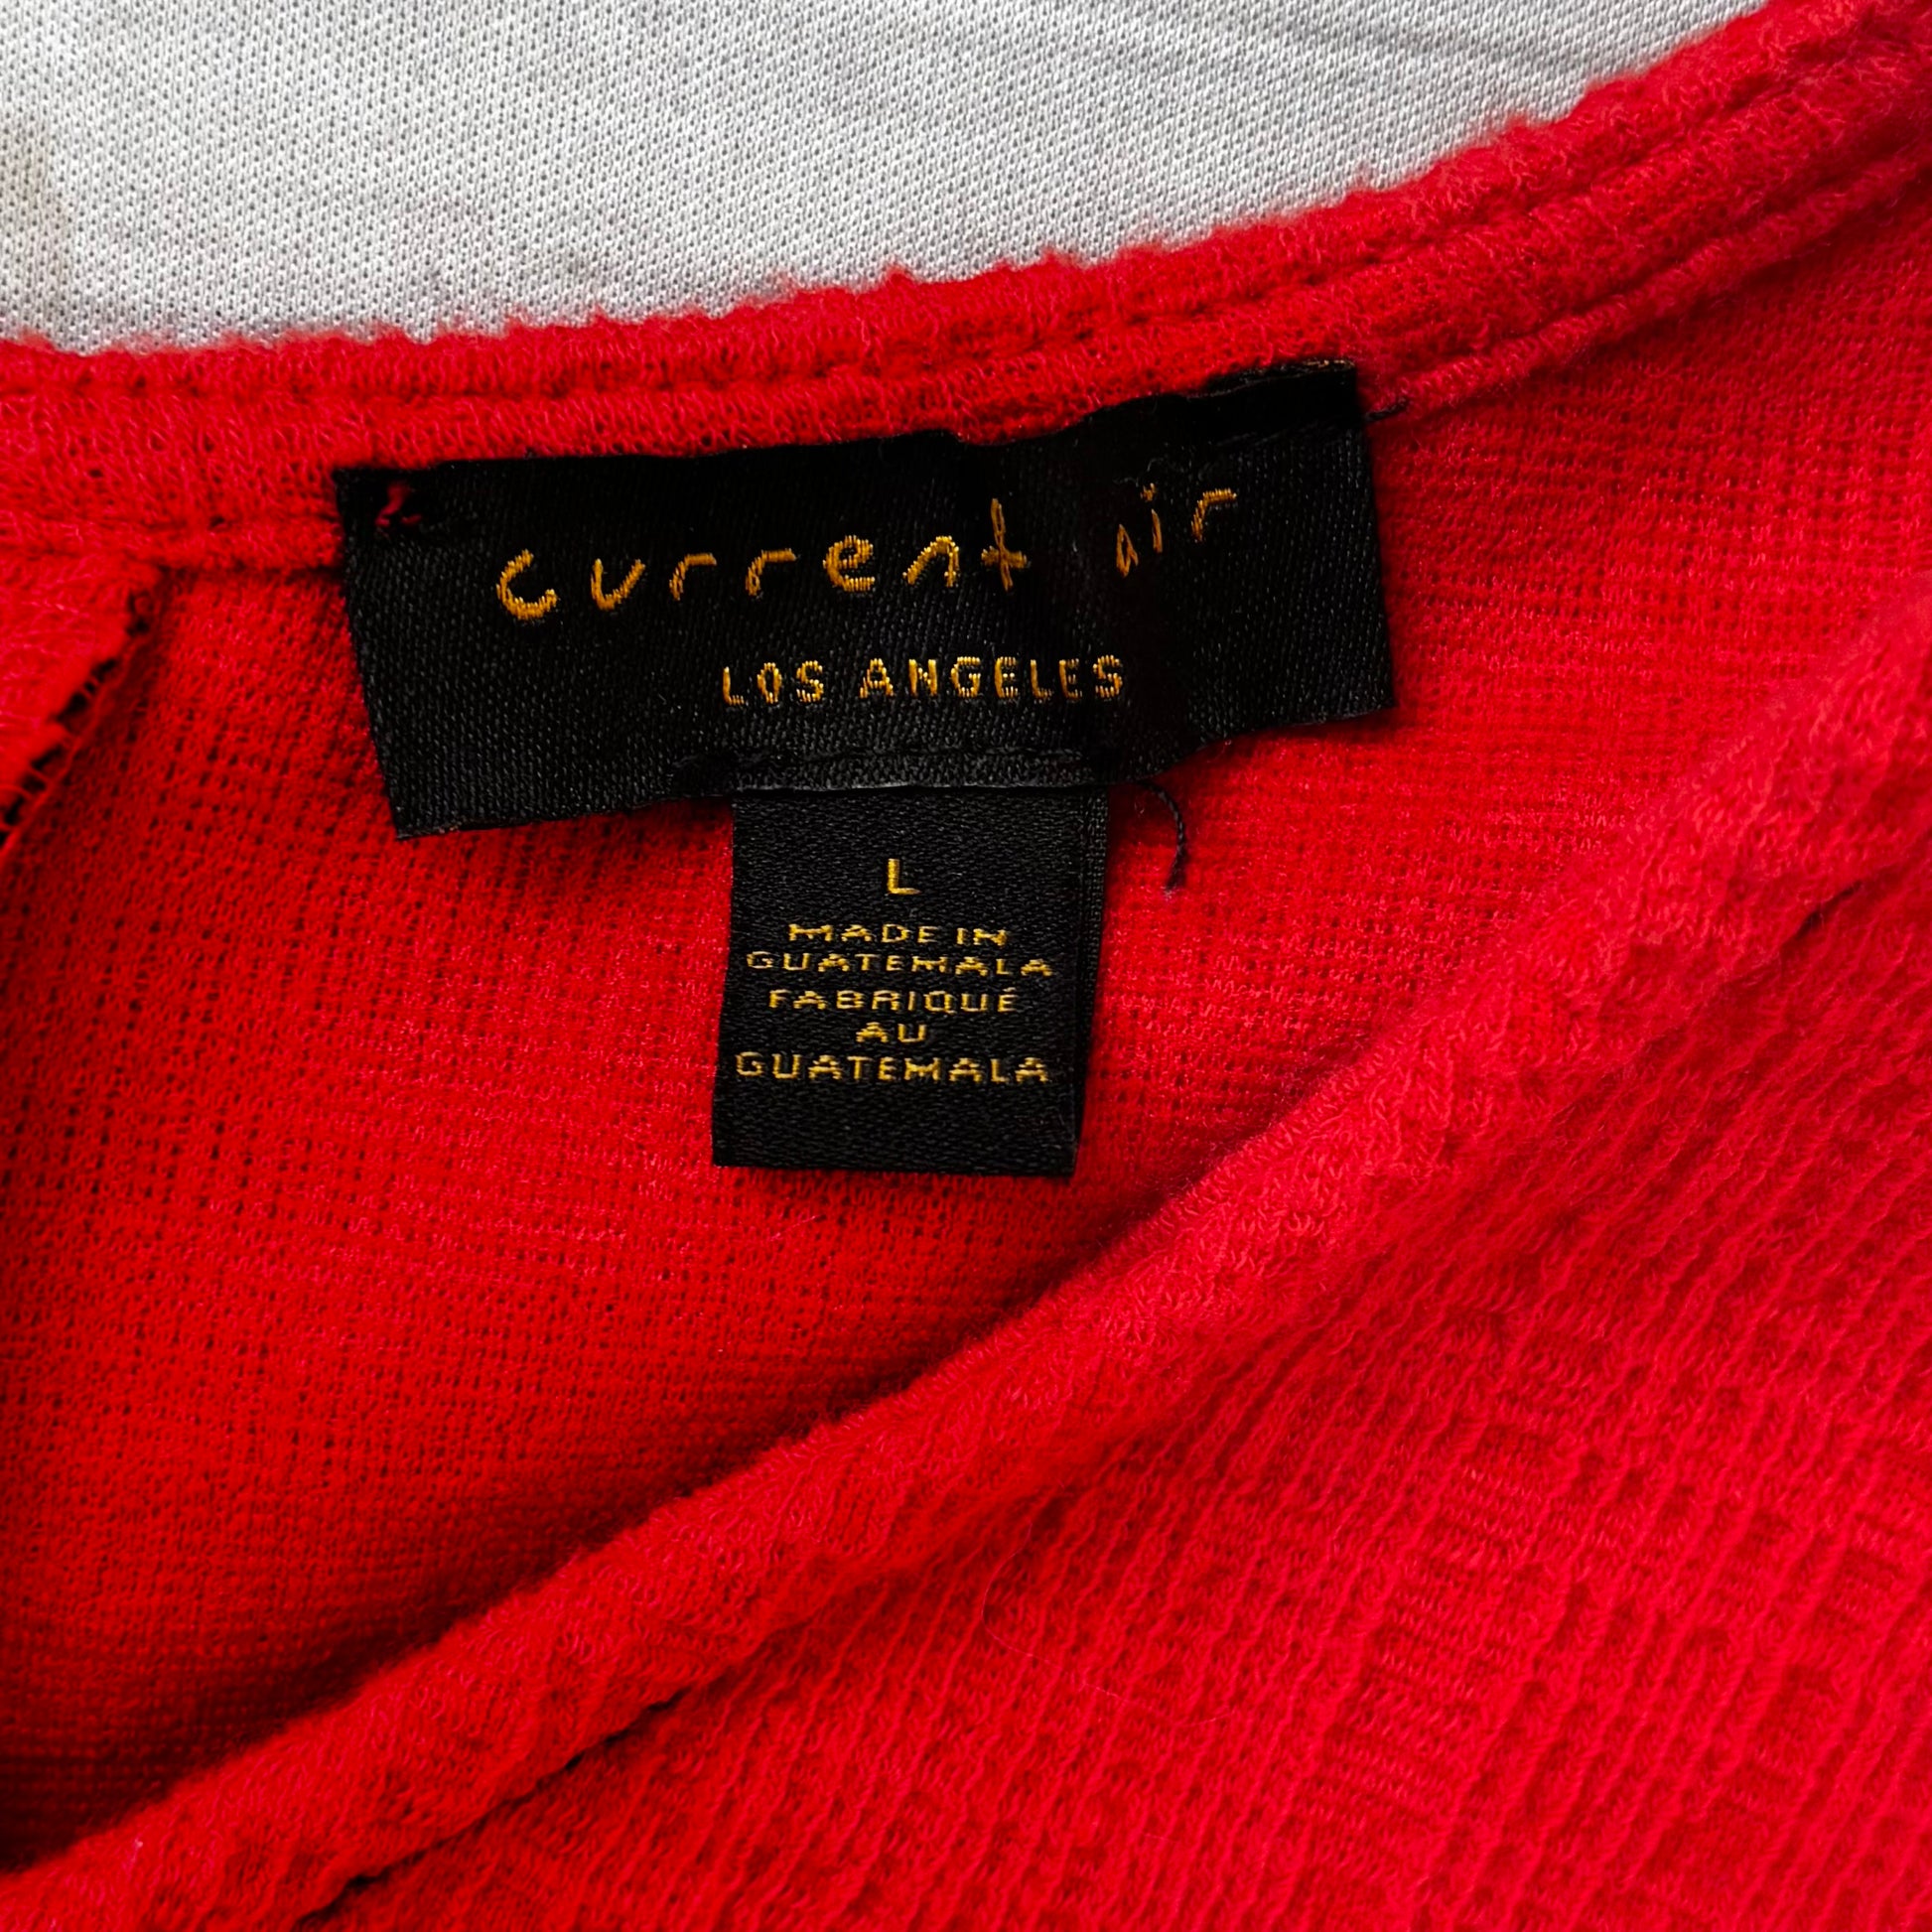 current air
LOS ANGELES
L
MADE IN
GUATEMALA
FABRIQUÉ
AU
GUATEMALA